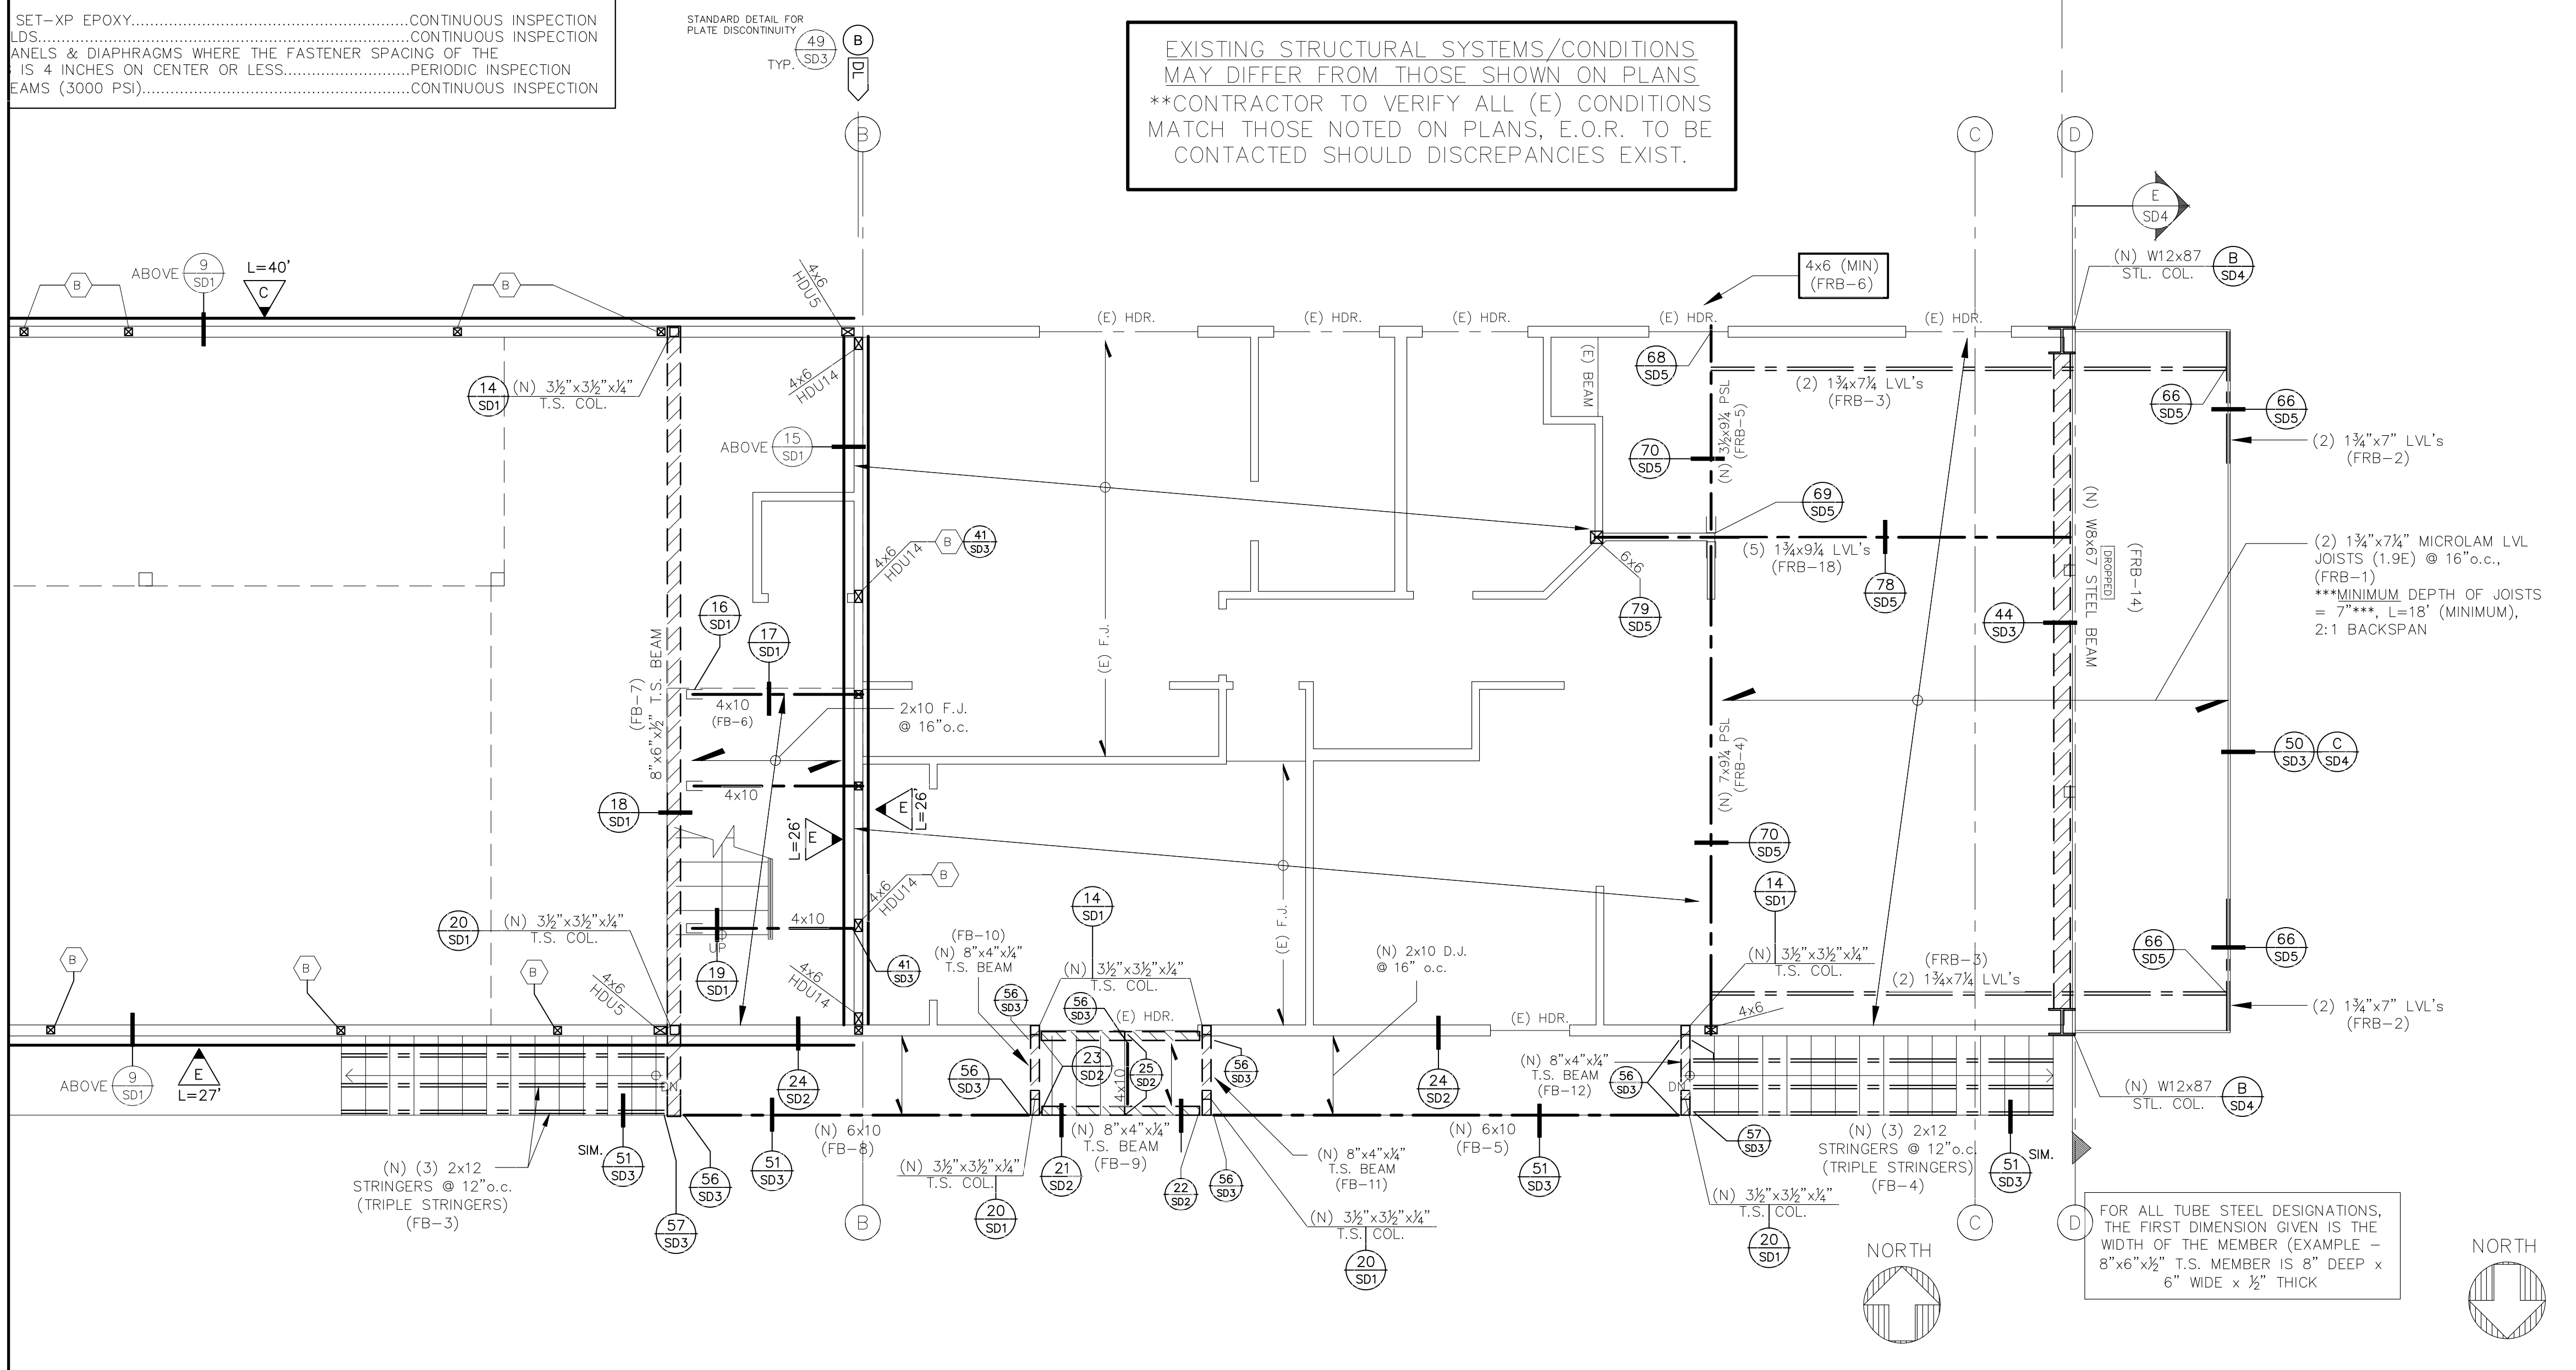 SET-XP EPOXY..................................................CONTINUOUS INSPECTION
LDS..................................................CONTINUOUS INSPECTION
ANELS & DIAPHRAGMS WHERE THE FASTENER SPACING OF THE
IS 4 INCHES ON CENTER OR LESS........................PERIODIC INSPECTION
EAMS (3000 PSI)..................................................CONTINUOUS INSPECTION
STANDARD DETAIL FOR
PLATE DISCONTINUITY
TYP.
49
SD3
B
DL
B
EXISTING STRUCTURAL SYSTEMS/CONDITIONS
MAY DIFFER FROM THOSE SHOWN ON PLANS
**CONTRACTOR TO VERIFY ALL (E) CONDITIONS
MATCH THOSE NOTED ON PLANS, E.O.R. TO BE
CONTACTED SHOULD DISCREPANCIES EXIST.
C
D
E
SD4
(N) W12x87
STL. COL.
B
SD4
ABOVE
9
SD1
L=40'
C
B
B
4x6
HDU5
4x6 (MIN)
(FRB-6)
(E) HDR.
(E) HDR.
(E) HDR.
(E) HDR.
(E) HDR.
14
SD1
(N) 3½"x3½"x¼"
T.S. COL.
4x6
HDU14
(E) BEAM
68
SD5
(N) 3½x9¼ PSL
(FRB-5)
(2) 1¾x7¼ LVL's
(FRB-3)
66
SD5
66
SD5
(2) 1¾"x7" LVL's
(FRB-2)
ABOVE
15
SD1
70
SD5
69
SD5
4x6
HDU14
B
41
SD3
6x6
79
SD5
(5) 1¾x9¼ LVL's
(FRB-18)
78
SD5
44
SD3
(N) W8x67 STEEL BEAM
DROPPED
(FRB-14)
(2) 1¾"x7¼" MICROLAM LVL
JOISTS (1.9E) @ 16"o.c.,
(FRB-1)
***MINIMUM DEPTH OF JOISTS
= 7"***, L=18' (MINIMUM),
2:1 BACKSPAN
16
SD1
17
SD1
(FB-7)
8"x6"x½" T.S. BEAM
4x10
(FB-6)
2x10 F.J.
@ 16"o.c.
(E) F.J.
4x10
18
SD1
E
L=26'
L=26'
E
(N) 7x9¼ PSL
(FRB-4)
50
SD3
C
SD4
70
SD5
4x6
HDU14
B
20
SD1
(N) 3½"x3½"x¼"
T.S. COL.
4x10
UP
19
SD1
4x6
HDU14
41
SD3
(E) F.J.
(FB-10)
(N) 8"x4"x¼"
T.S. BEAM
14
SD1
(N) 3½"x3½"x¼"
T.S. COL.
(N) 2x10 D.J.
@ 16" o.c.
14
SD1
(N) 3½"x3½"x¼"
T.S. COL.
(FRB-3)
(2) 1¾x7¼ LVL's
66
SD5
66
SD5
(2) 1¾"x7" LVL's
(FRB-2)
B
B
B
4x6
HDU5
56
SD3
56
SD3
(E) HDR.
(E) HDR.
4x6
ABOVE
9
SD1
E
L=27'
DN
24
SD2
56
SD3
23
SD2
25
SD2
4x10
56
SD3
24
SD2
(N) 8"x4"x¼"
T.S. BEAM
(FB-12)
56
SD3
DN
(N) W12x87
STL. COL.
B
SD4
SIM.
51
SD3
(N) (3) 2x12
STRINGERS @ 12"o.c.
(TRIPLE STRINGERS)
(FB-3)
57
SD3
56
SD3
51
SD3
(N) 6x10
(FB-8)
(N) 3½"x3½"x¼"
T.S. COL.
20
SD1
21
SD2
(N) 8"x4"x¼"
T.S. BEAM
(FB-9)
22
SD2
56
SD3
(N) 8"x4"x¼"
T.S. BEAM
(FB-11)
(N) 3½"x3½"x¼"
T.S. COL.
20
SD1
(N) 6x10
(FB-5)
51
SD3
57
SD3
(N) 3½"x3½"x¼"
T.S. COL.
20
SD1
(N) (3) 2x12
STRINGERS @ 12"o.c.
(TRIPLE STRINGERS)
(FB-4)
51
SD3
SIM.
B
C
D
FOR ALL TUBE STEEL DESIGNATIONS,
THE FIRST DIMENSION GIVEN IS THE
WIDTH OF THE MEMBER (EXAMPLE -
8"x6"x½" T.S. MEMBER IS 8" DEEP x
6" WIDE x ½" THICK
NORTH
NORTH